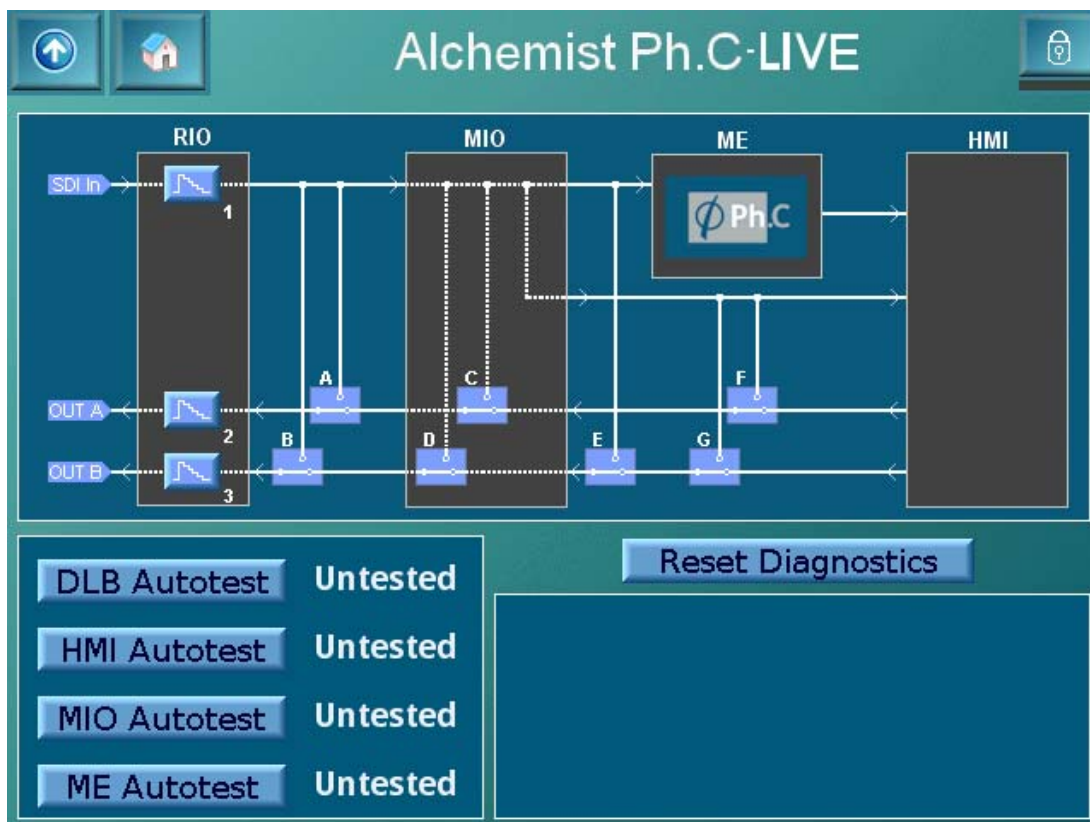 Alchemist Ph.C-LIVE
RIO
MIO
ME
HMI
SDI In
1
Ph.C
A
C
F
OUT A
2
B
D
E
G
OUT B
3
DLB Autotest Untested
Reset Diagnostics
HMI Autotest Untested
MIO Autotest Untested
ME Autotest Untested